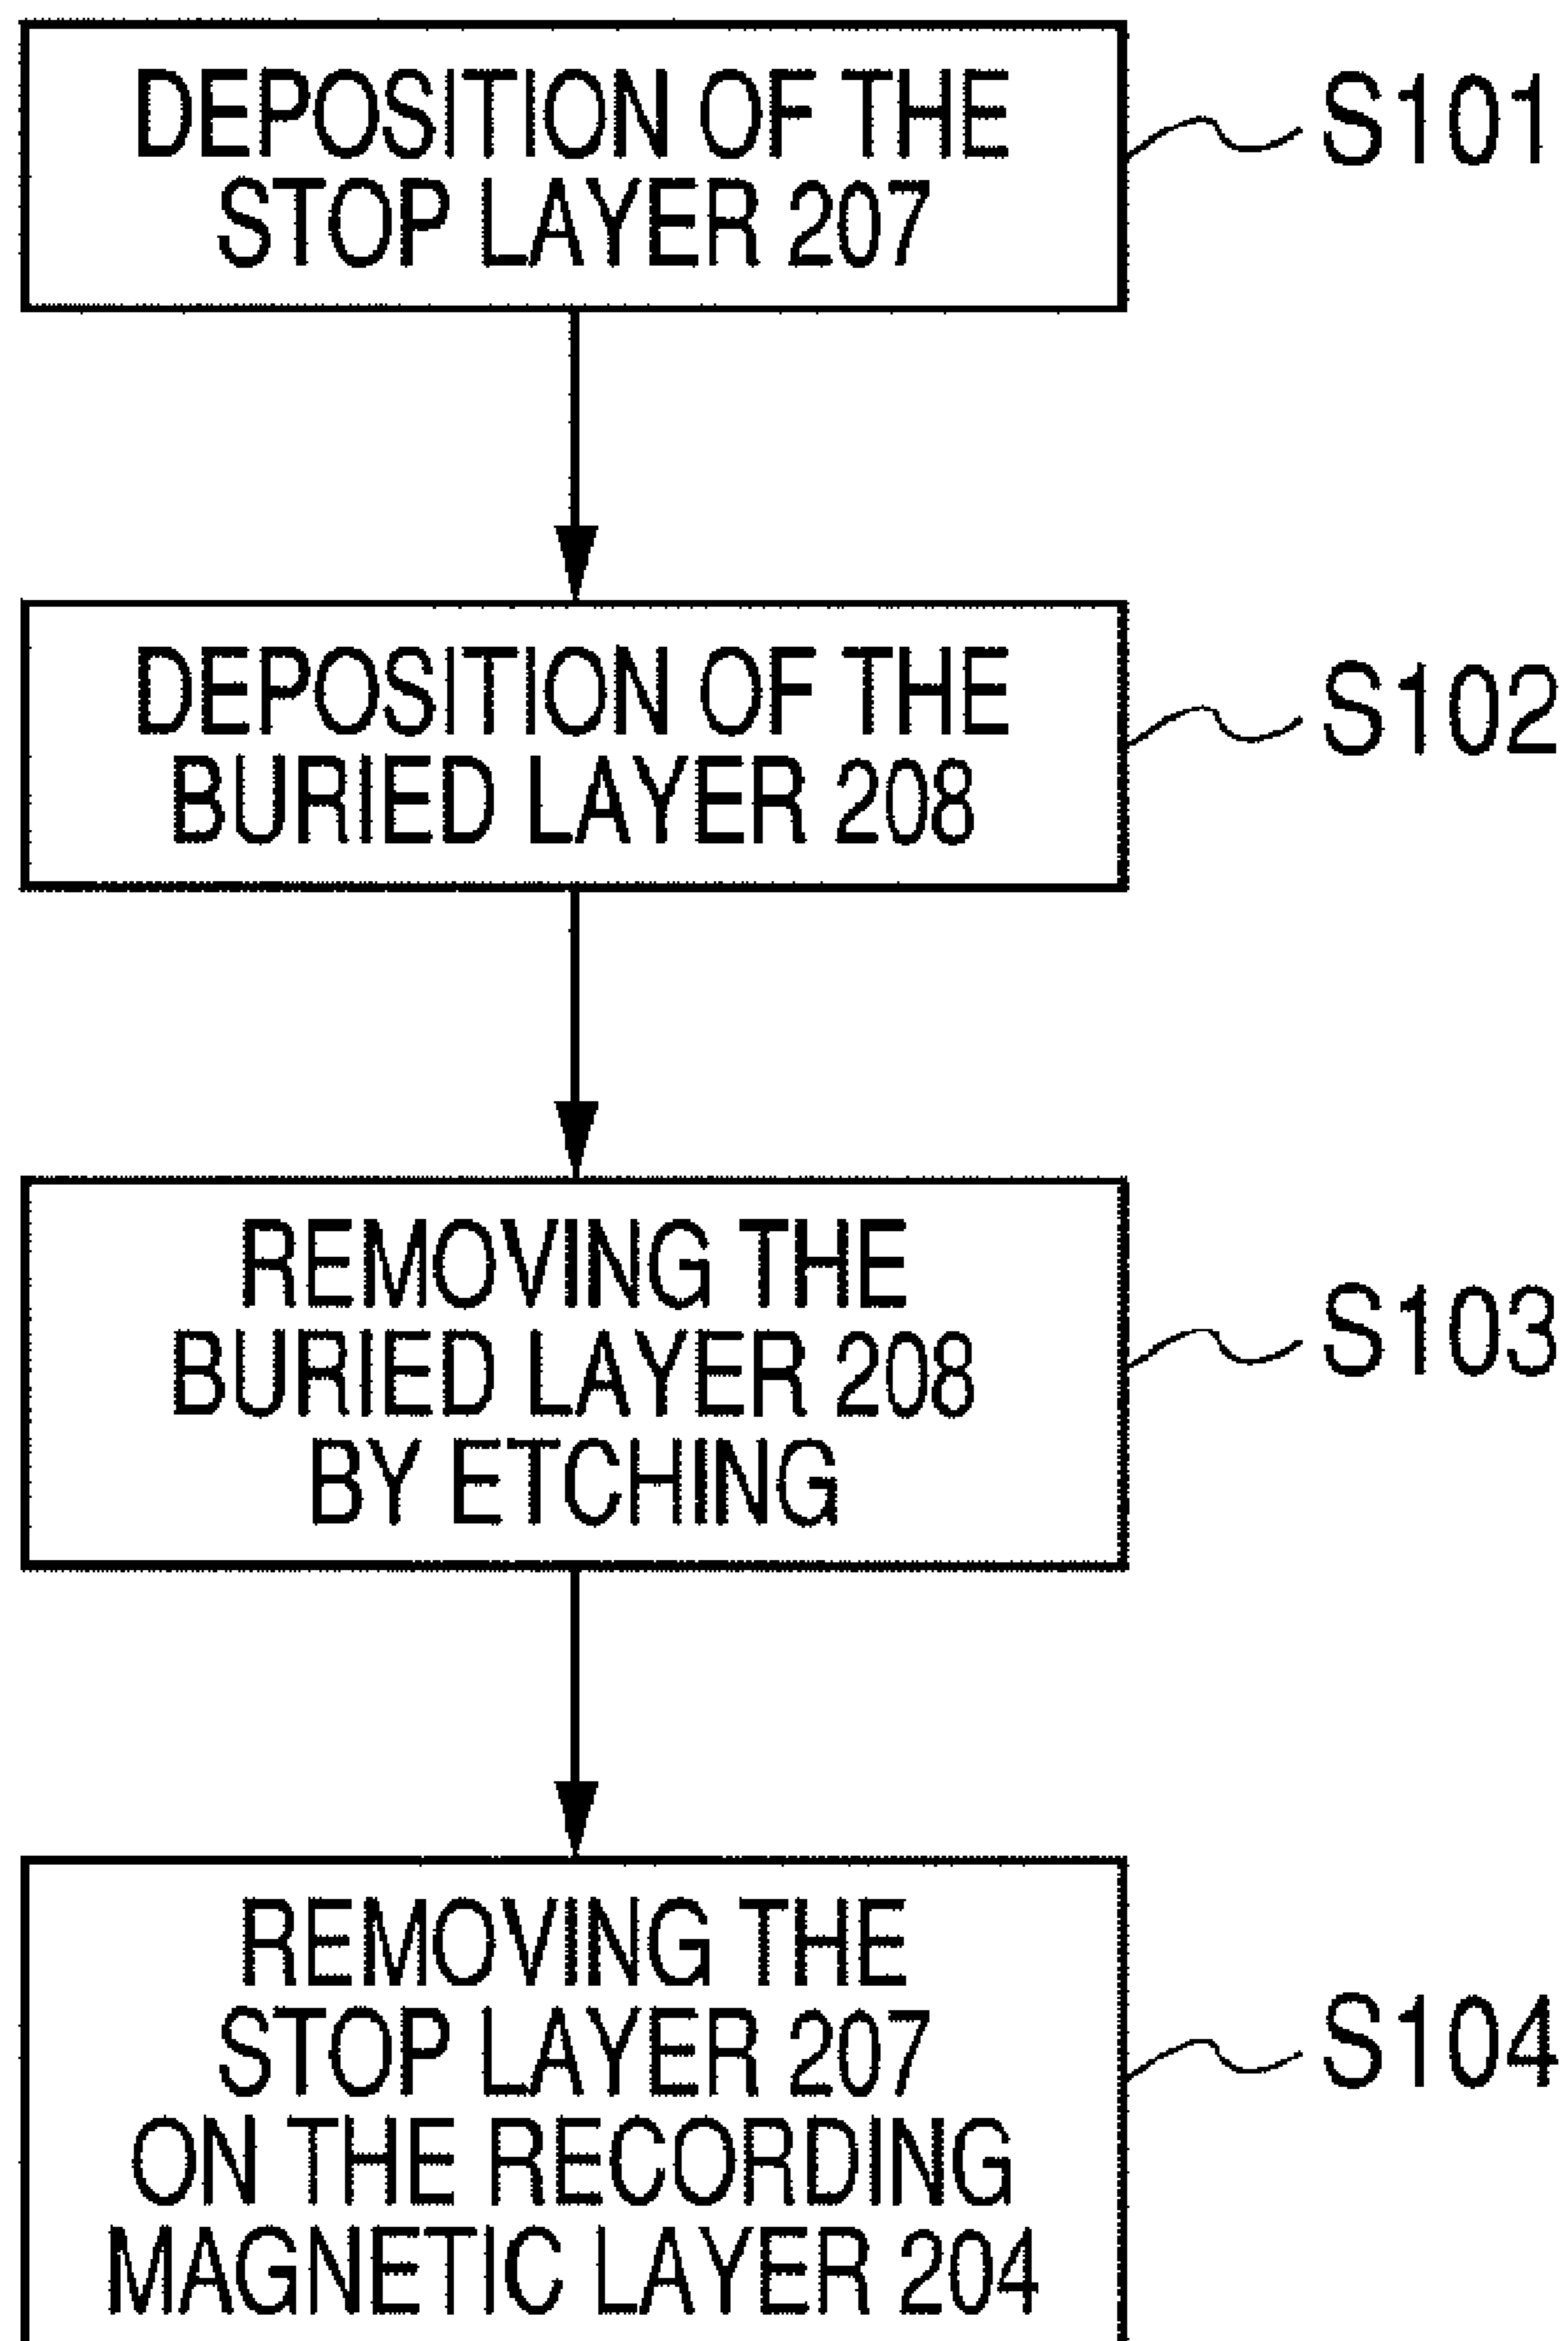 DEPOSITION OF THE
STOP LAYER 207
S101
DEPOSITION OF THE
BURIED LAYER 208
S102
REMOVING THE
BURIED LAYER 208
BY ETCHING
S103
REMOVING THE
STOP LAYER 207
ON THE RECORDING
MAGNETIC LAYER 204
S104